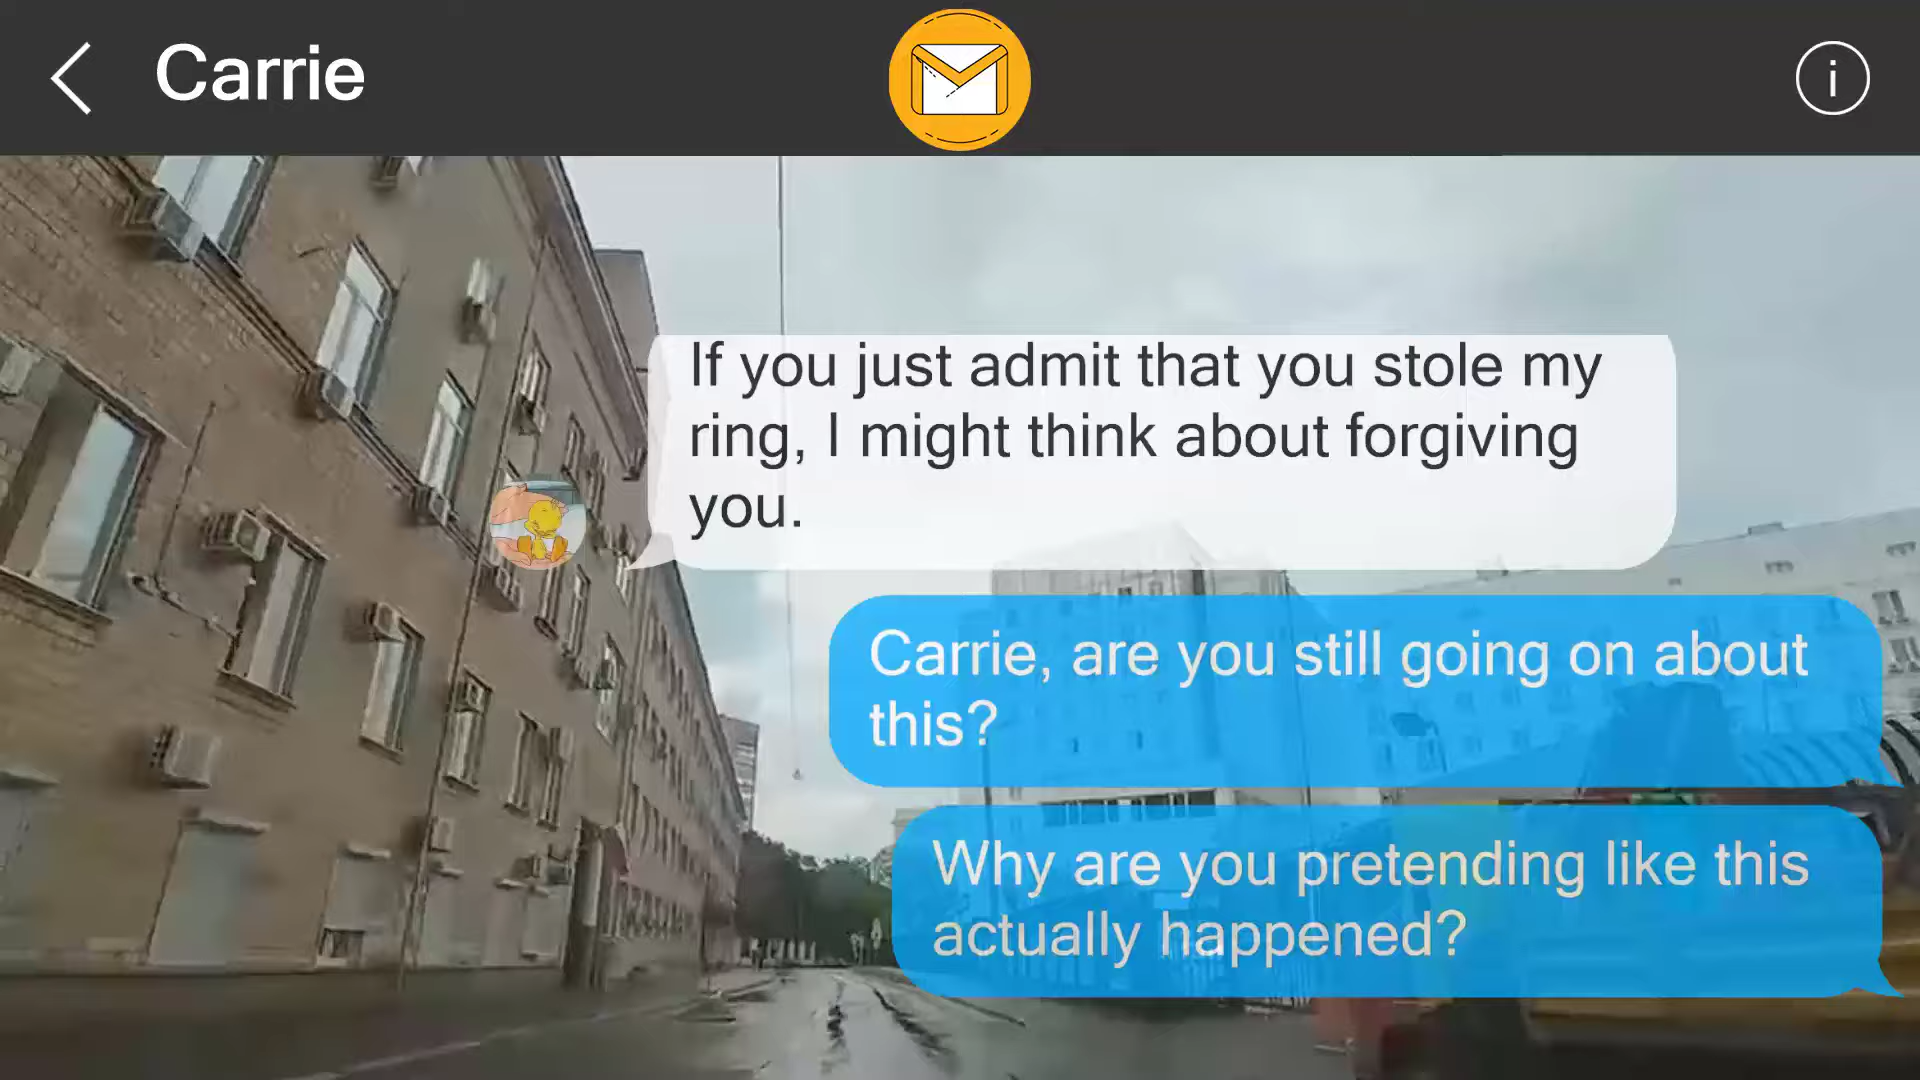 Carrie
i
If you just admit that you stole my
ring, I might think about forgiving
you.
Carrie, are you still going on about
this?
Why are you pretending like this
actually happened?